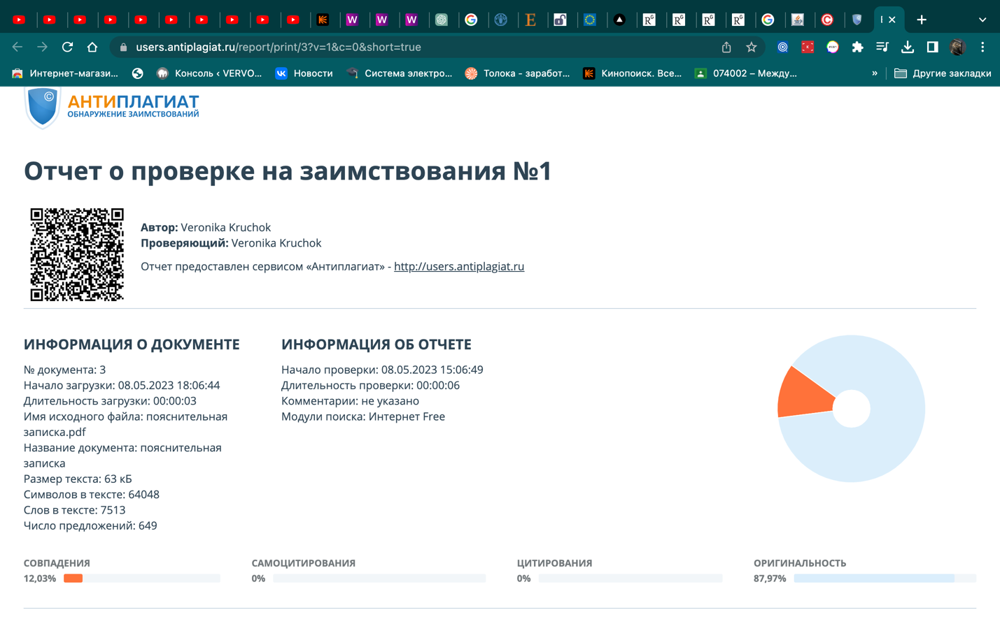 users.antiplagiat.ru/report/print/3?v=1&c=0&short=true
Интернет-магази...
Консоль ‹ VERVO...
Новости
Система электро...
Толока - заработ...
Кинопоиск. Все...
074002 – Между...
»
Другие закладки
АНТИПЛАГИАТ
ОБНАРУЖЕНИЕ ЗАИМСТВОВАНИЙ
Отчет о проверке на заимствования №1
Автор: Veronika Kruchok
Проверяющий: Veronika Kruchok
Отчет предоставлен сервисом «Антиплагиат» - http://users.antiplagiat.ru
ИНФОРМАЦИЯ О ДОКУМЕНТЕ
№ документа: 3
Начало загрузки: 08.05.2023 18:06:44
Длительность загрузки: 00:00:03
Имя исходного файла: пояснительная
записка.pdf
Название документа: пояснительная
записка
Размер текста: 63 кБ
Символов в тексте: 64048
Слов в тексте: 7513
Число предложений: 649
ИНФОРМАЦИЯ ОБ ОТЧЕТЕ
Начало проверки: 08.05.2023 15:06:49
Длительность проверки: 00:00:06
Комментарии: не указано
Модули поиска: Интернет Free
СОВПАДЕНИЯ
12,03%
САМОЦИТИРОВАНИЯ
0%
ЦИТИРОВАНИЯ
0%
ОРИГИНАЛЬНОСТЬ
87,97%